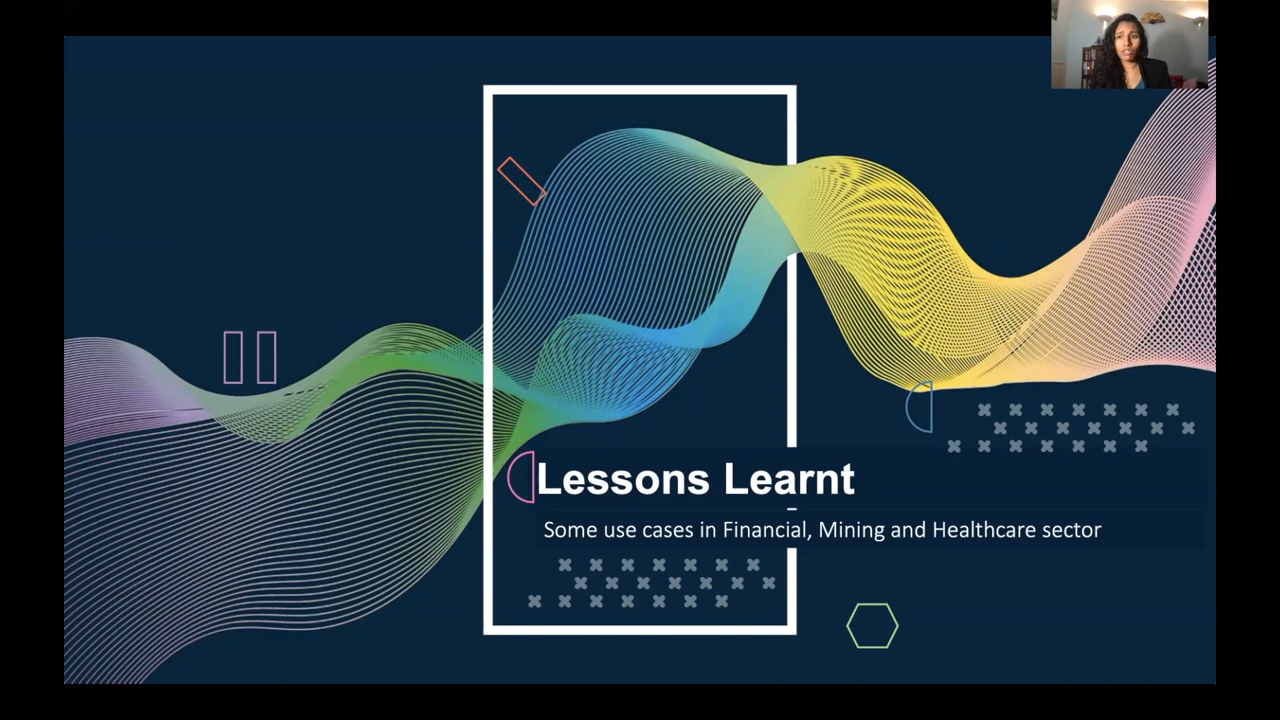 Lessons Learnt
Some use cases in Financial, Mining and Healthcare sector